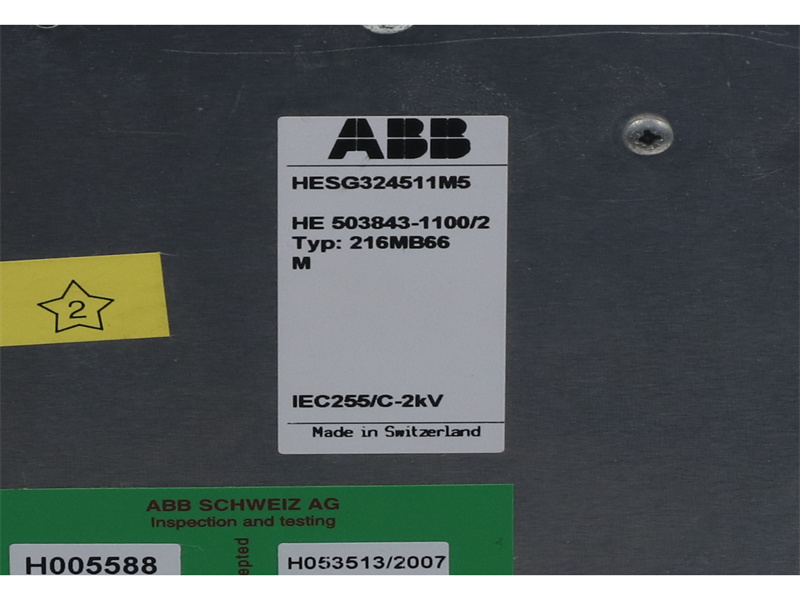 ABB
HESG324511M5
HE 503843-1100/2
Typ: 216MB66
M
2
IEC255/C-2kV
Made in Switzerland
ABB SCHWEIZ AG
Inspection and testing
H005588
H053513/2007